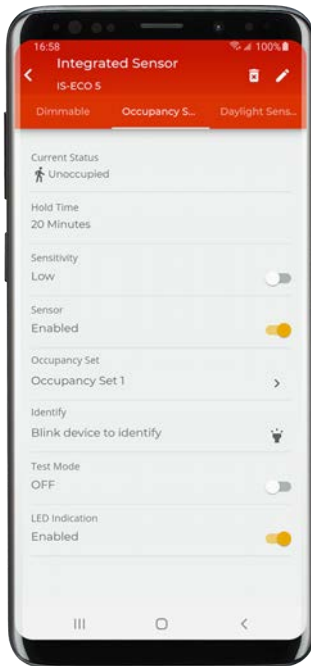 16:58
100%
Integrated Sensor
IS-ECO 5
Dimmable
Occupancy S...
Daylight Sens...
Current Status
Unoccupied
Hold Time
20 Minutes
Sensitivity
Low
Sensor
Enabled
Occupancy Set
Occupancy Set 1
Identify
Blink device to identify
Test Mode
OFF
LED Indication
Enabled